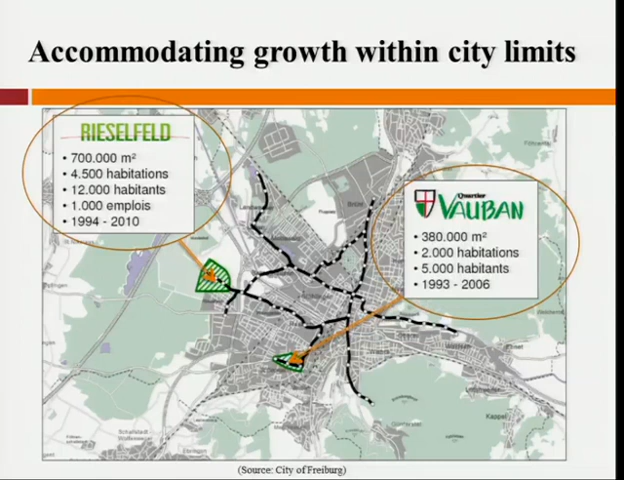 Accommodating growth within city limits
RIESELFELD
• 700.000 m²
• 4.500 habitations
• 12.000 habitants
• 1.000 emplois
• 1994 - 2010
Quartier
VAUBAN
• 380.000 m²
• 2.000 habitations
• 5.000 habitants
• 1993 - 2006
Kappel
(Source: City of Freiburg)